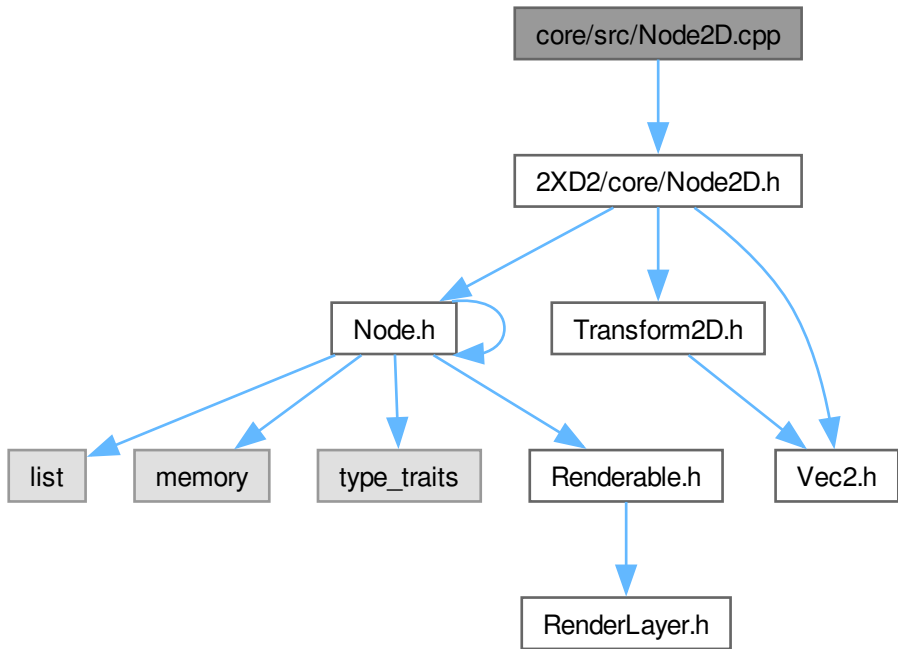 core/src/Node2D.cpp
2XD2/core/Node2D.h
Node.h
Transform2D.h
list
memory
type_traits
Renderable.h
Vec2.h
RenderLayer.h